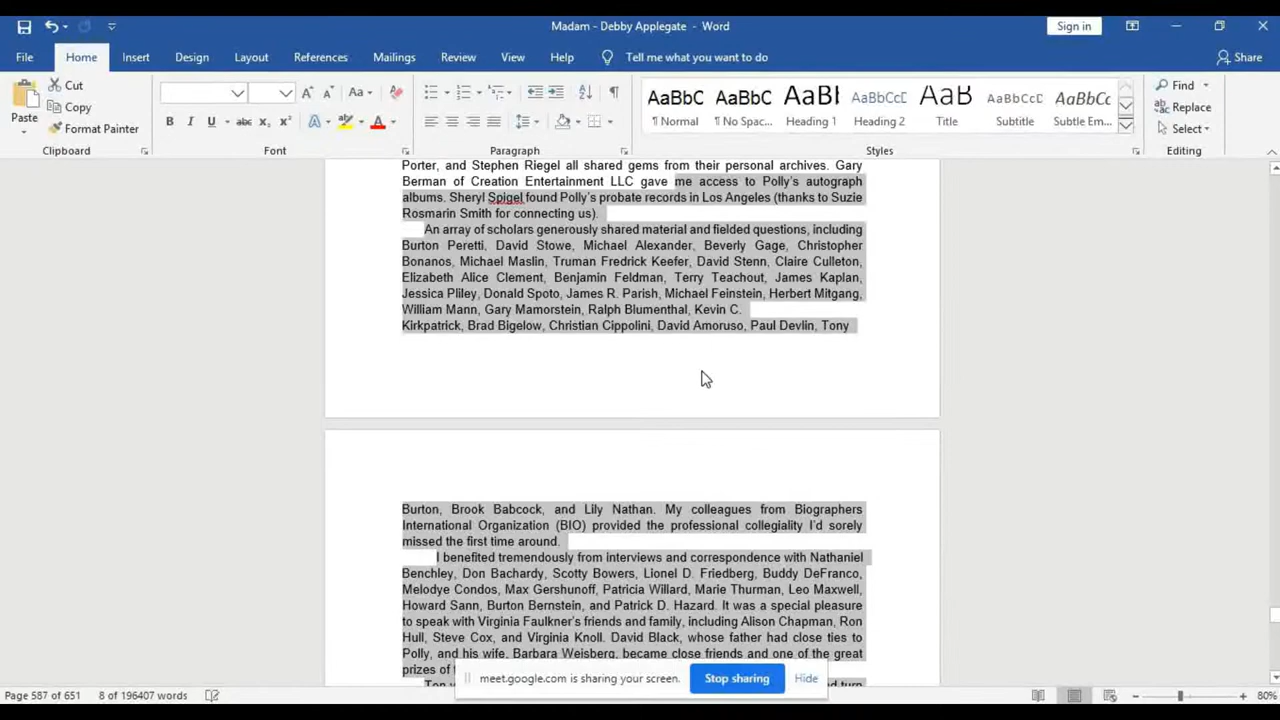 Madam - Debby Applegate - Word
Sign in
File Home Insert Design Layout References Mailings Review View Help Tell me what you want to do Share
Paste
Cut
Copy
Format Painter
Clipboard
Aa
B I U abc x₂ x² A A
Font
Paragraph
AaBbC AaBbC AaBb AaBbCcD AaB AaBbCcD AaBbCc
¶ Normal ¶ No Spac... Heading 1 Heading 2 Title Subtitle Subtle Em...
Styles
Find
Replace
Select
Editing
Porter, and Stephen Riegel all shared gems from their personal archives. Gary
Berman of Creation Entertainment LLC gave me access to Polly’s autograph
albums. Sheryl Spigel found Polly’s probate records in Los Angeles (thanks to Suzie
Rosmarin Smith for connecting us).
An array of scholars generously shared material and fielded questions, including
Burton Peretti, David Stowe, Michael Alexander, Beverly Gage, Christopher
Bonanos, Michael Maslin, Truman Fredrick Keefer, David Stenn, Claire Culleton,
Elizabeth Alice Clement, Benjamin Feldman, Terry Teachout, James Kaplan,
Jessica Pliley, Donald Spoto, James R. Parish, Michael Feinstein, Herbert Mitgang,
William Mann, Gary Mamorstein, Ralph Blumenthal, Kevin C.
Kirkpatrick, Brad Bigelow, Christian Cippolini, David Amoruso, Paul Devlin, Tony
Burton, Brook Babcock, and Lily Nathan. My colleagues from Biographers
International Organization (BIO) provided the professional collegiality I’d sorely
missed the first time around.
I benefited tremendously from interviews and correspondence with Nathaniel
Benchley, Don Bachardy, Scotty Bowers, Lionel D. Friedberg, Buddy DeFranco,
Melodye Condos, Max Gershunoff, Patricia Willard, Marie Thurman, Leo Maxwell,
Howard Sann, Burton Bernstein, and Patrick D. Hazard. It was a special pleasure
to speak with Virginia Faulkner’s friends and family, including Alison Chapman, Ron
Hull, Steve Cox, and Virginia Knoll. David Black, whose father had close ties to
Polly, and his wife, Barbara Weisberg, became close friends and one of the great
prizes of
meet.google.com is sharing your screen. Stop sharing Hide
Page 587 of 651 8 of 196407 words 80%